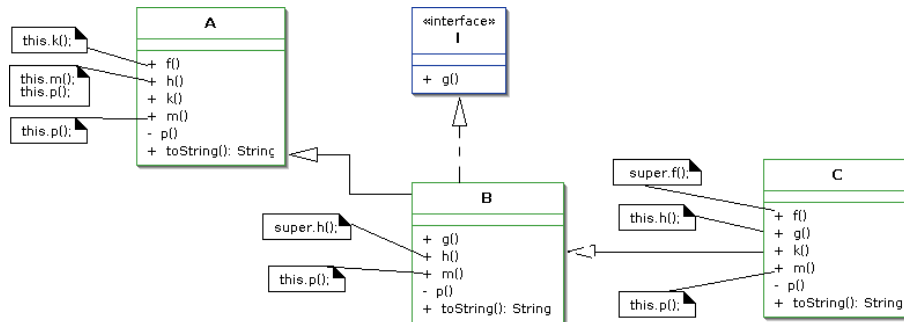 A
this.k();
+ f()
this.m();
this.p();
+ h()
+ k()
this.p();
+ m()
- p()
+ toString(): String
«interface»
I
+ g()
B
+ g()
super.h();
+ h()
this.p();
+ m()
- p()
+ toString(): String
C
super.f();
+ f()
this.h();
+ g()
+ k()
+ m()
- p()
this.p();
+ toString(): String